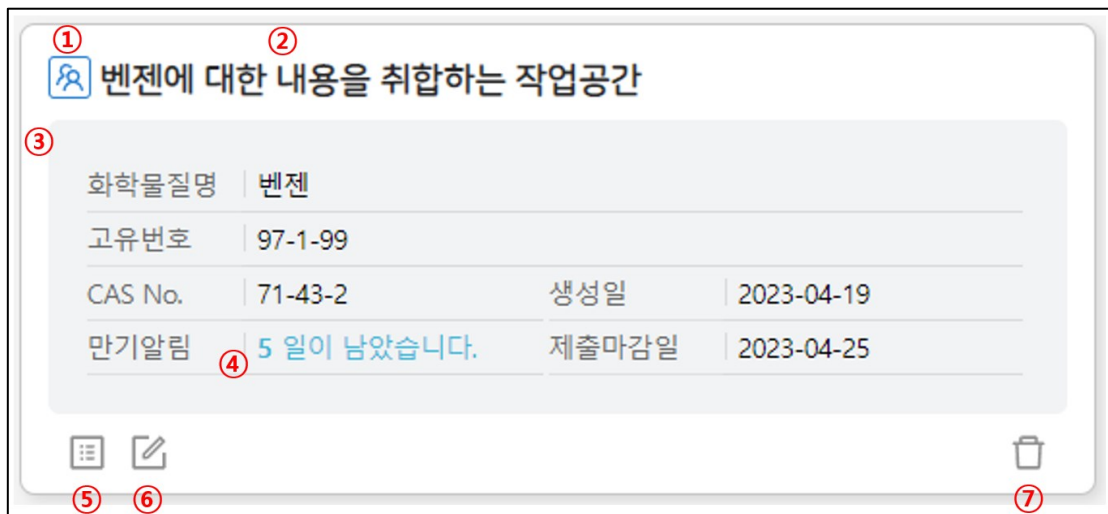 ① ②
벤젠에 대한 내용을 취합하는 작업공간
③
화학물질명 벤젠
고유번호 97-1-99
CAS No. 71-43-2 생성일 2023-04-19
만기알림 ④ 5 일이 남았습니다. 제출마감일 2023-04-25
⑤ ⑥ ⑦